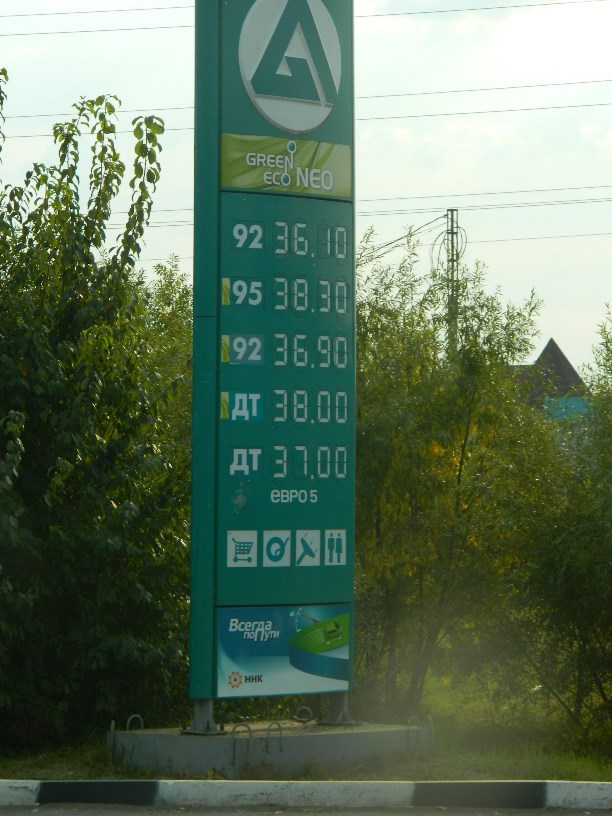 GREEN
ECO NEO
92 36.10
95 38.30
92 36.90
ДТ 38.00
ДТ 37.00
ЕВРО 5
Всегда
по Пути
ННК